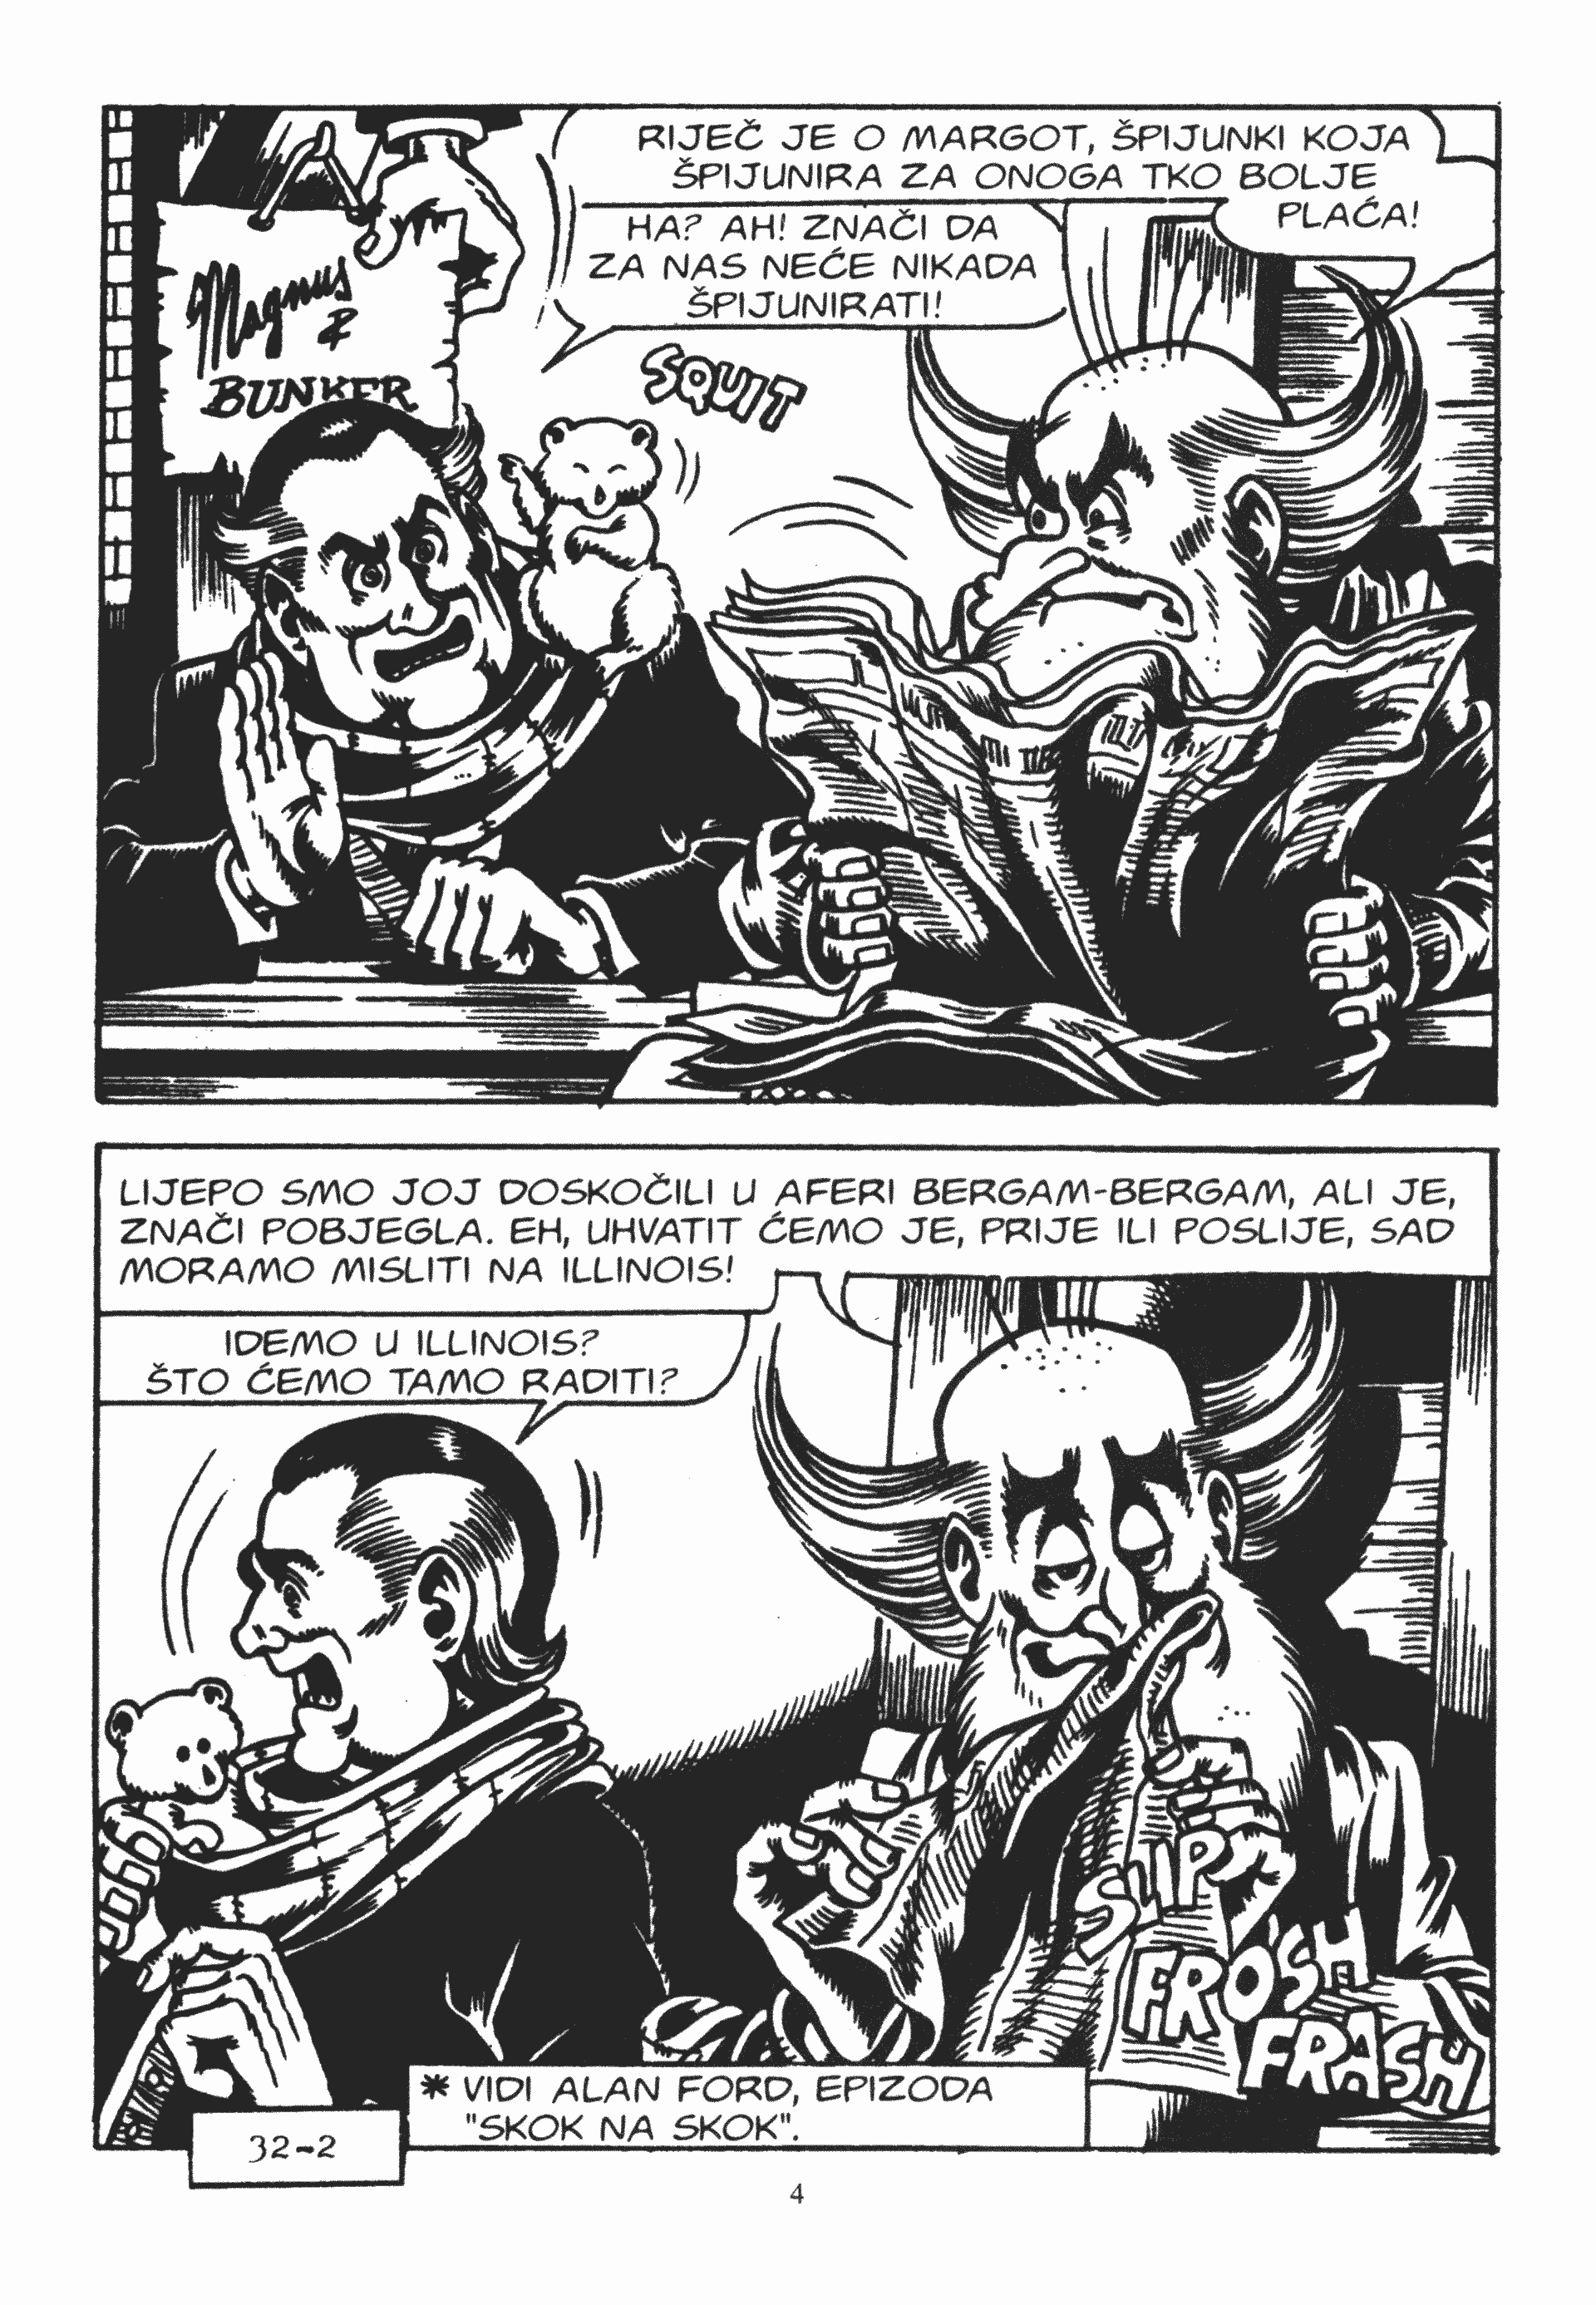 RIJEČ JE O MARGOT, ŠPIJUNKI KOJA
ŠPIJUNIRA ZA ONOGA TKO BOLJE
PLAĆA!
HA? AH! ZNAČI DA
ZA NAS NEĆE NIKADA
ŠPIJUNIRATI!
Magnus
&
BUNKER
SQUIT
LIJEPO SMO JOJ DOSKOČILI U AFERI BERGAM-BERGAM, ALI JE,
ZNAČI POBJEGLA. EH, UHVATIT ĆEMO JE, PRIJE ILI POSLIJE, SAD
MORAMO MISLITI NA ILLINOIS!
IDEMO U ILLINOIS?
ŠTO ĆEMO TAMO RADITI?
SLIP
FROSH
FRASH
* VIDI ALAN FORD, EPIZODA
"SKOK NA SKOK".
32-2
4